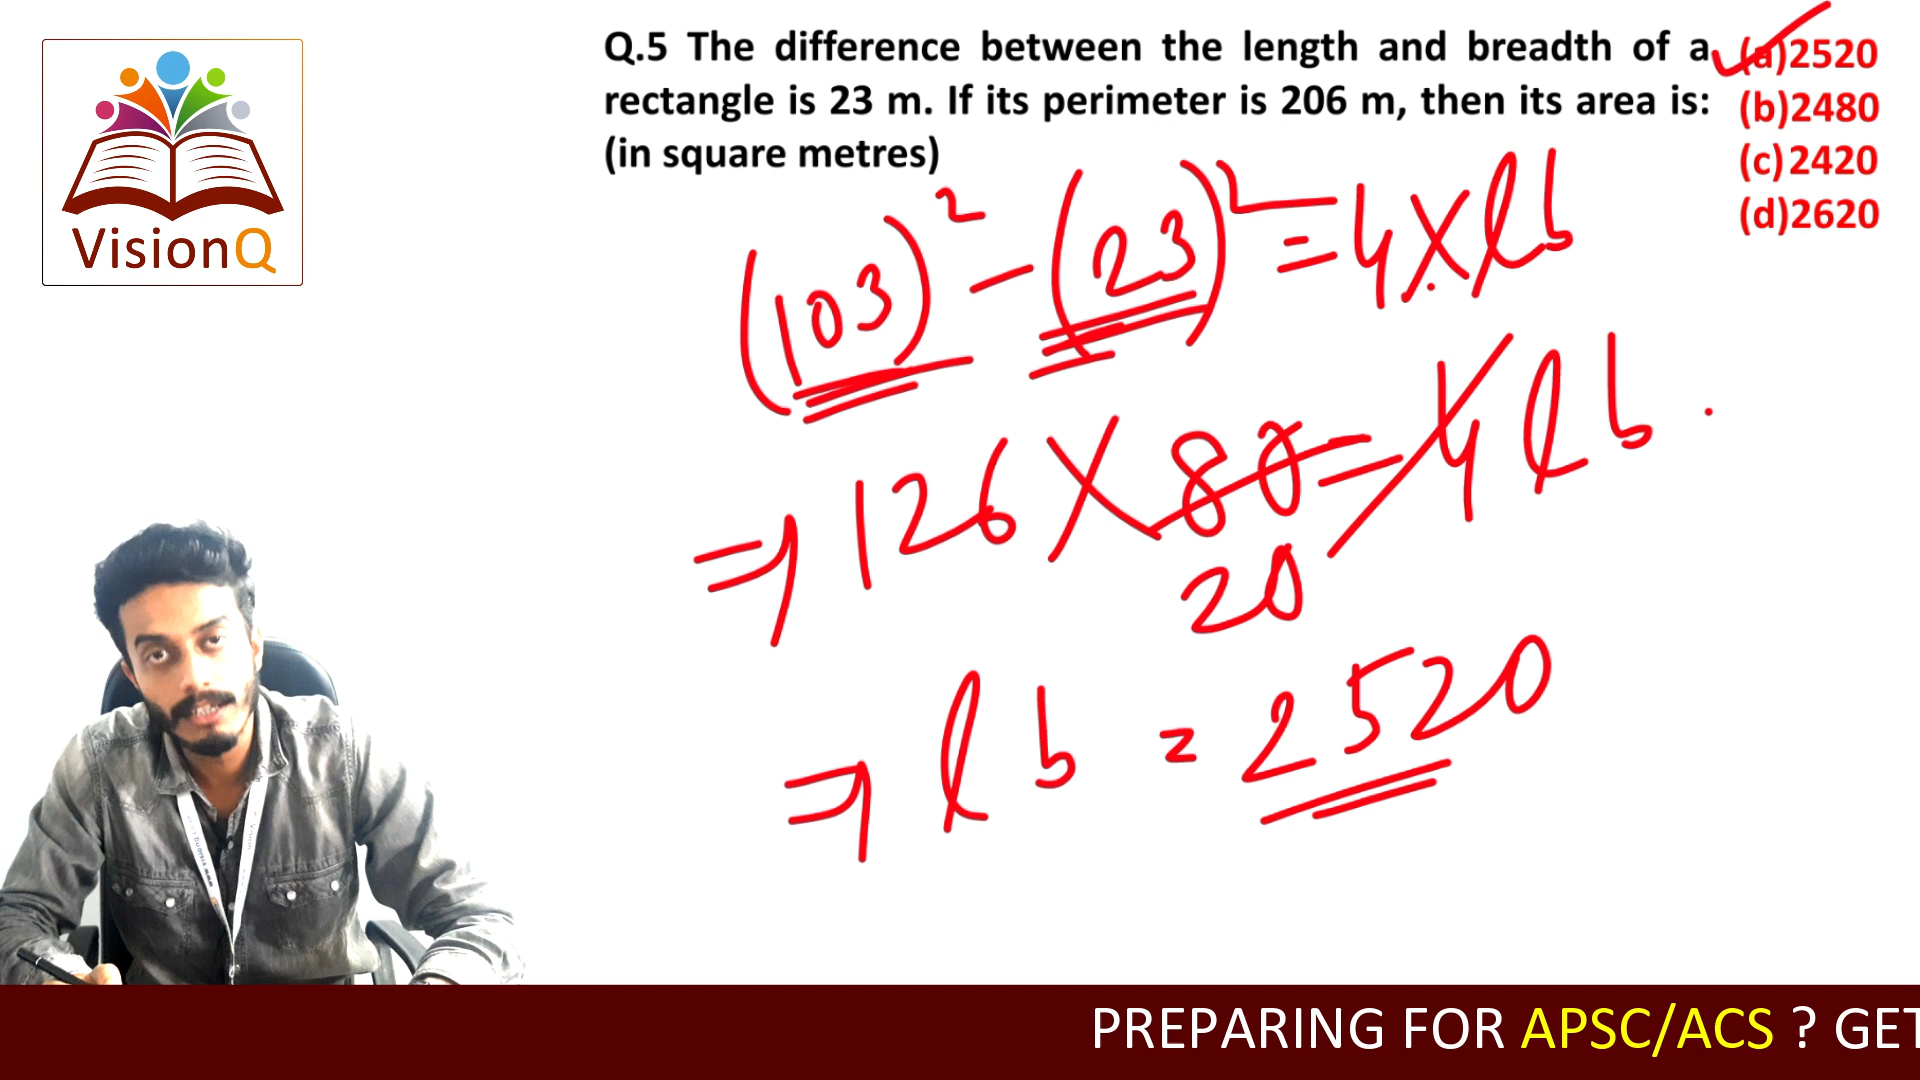 VisionQ
Q.5 The difference between the length and breadth of a
rectangle is 23 m. If its perimeter is 206 m, then its area is:
(in square metres)
(a)2520
(b)2480
(c)2420
(d)2620
(103)² - (23)² = 4 × lb
⇒ 126 × 80 = 4 lb
20
⇒ lb = 2520
PREPARING FOR APSC/ACS ? GET